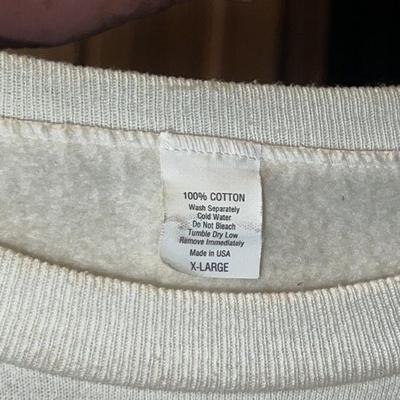 100% COTTON
Wash Separately
Cold Water
Do Not Bleach
Tumble Dry Low
Remove Immediately
Made in USA
X-LARGE